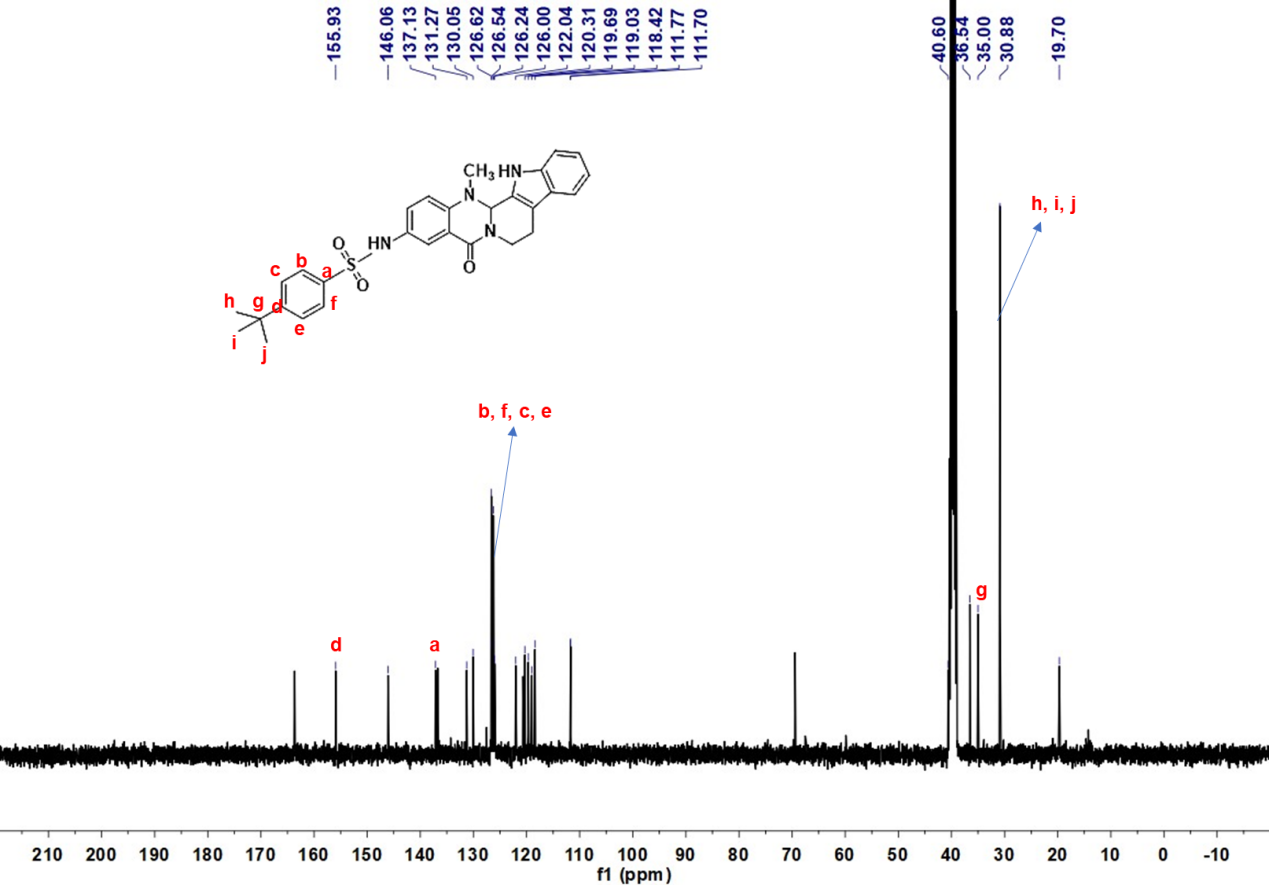 155.93
146.06
137.13
131.27
130.05
126.62
126.54
126.24
126.00
122.04
120.31
119.69
119.03
118.42
111.77
111.70
40.60
36.54
35.00
30.88
19.70
CH3 HN
N
N
O
HN
O
S
O
c b a
h g d f
i e
j
h, i, j
b, f, c, e
g
d a
210 200 190 180 170 160 150 140 130 120 110 100 90 80 70 60 50 40 30 20 10 0 -10
f1 (ppm)